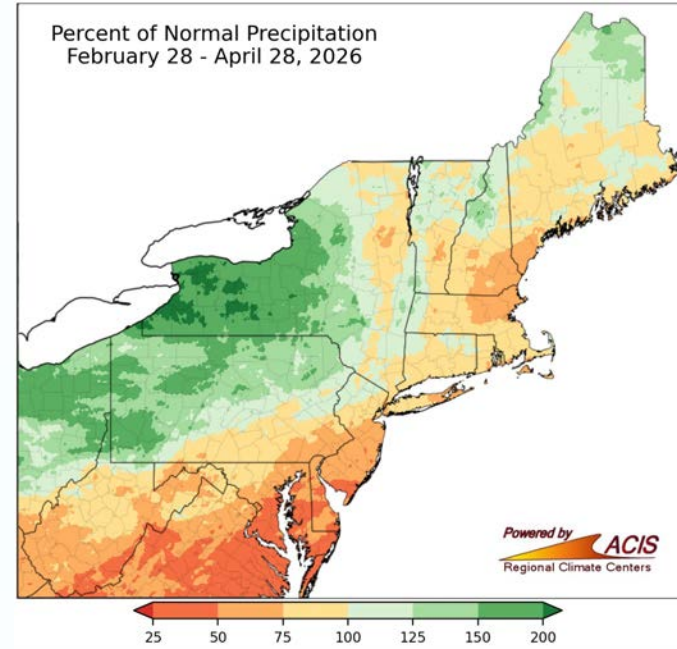 Percent of Normal Precipitation
February 28 - April 28, 2026
Powered by
ACIS
Regional Climate Centers
25 50 75 100 125 150 200